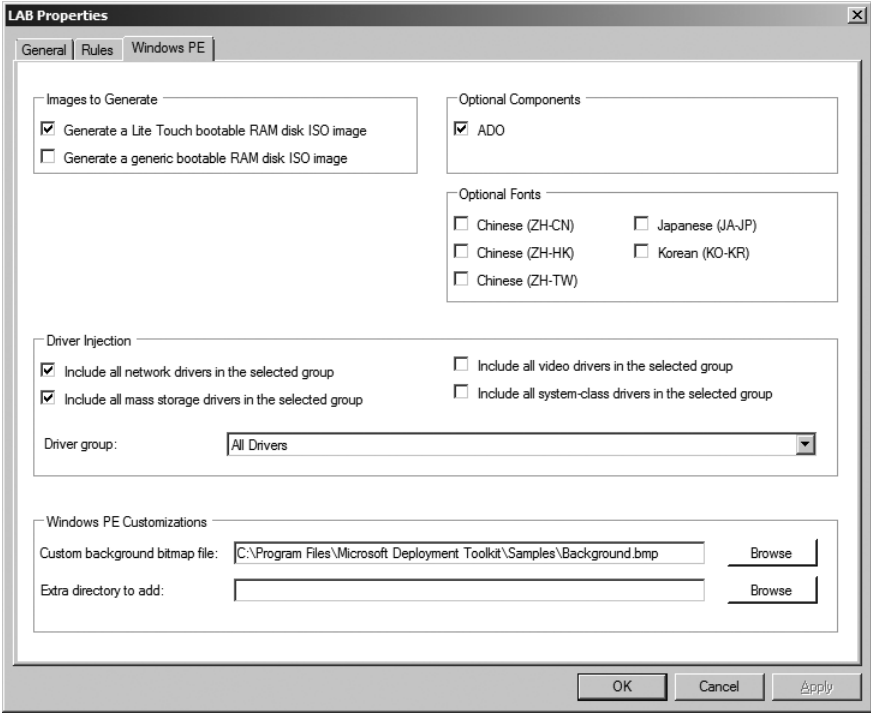 LAB Properties
General Rules Windows PE
Images to Generate
Generate a Lite Touch bootable RAM disk ISO image
Generate a generic bootable RAM disk ISO image
Optional Components
ADO
Optional Fonts
Chinese (ZH-CN) Japanese (JA-JP)
Chinese (ZH-HK) Korean (KO-KR)
Chinese (ZH-TW)
Driver Injection
Include all network drivers in the selected group
Include all mass storage drivers in the selected group
Include all video drivers in the selected group
Include all system-class drivers in the selected group
Driver group: All Drivers
Windows PE Customizations
Custom background bitmap file: C:\Program Files\Microsoft Deployment Toolkit\Samples\Background.bmp Browse
Extra directory to add: Browse
OK Cancel Apply